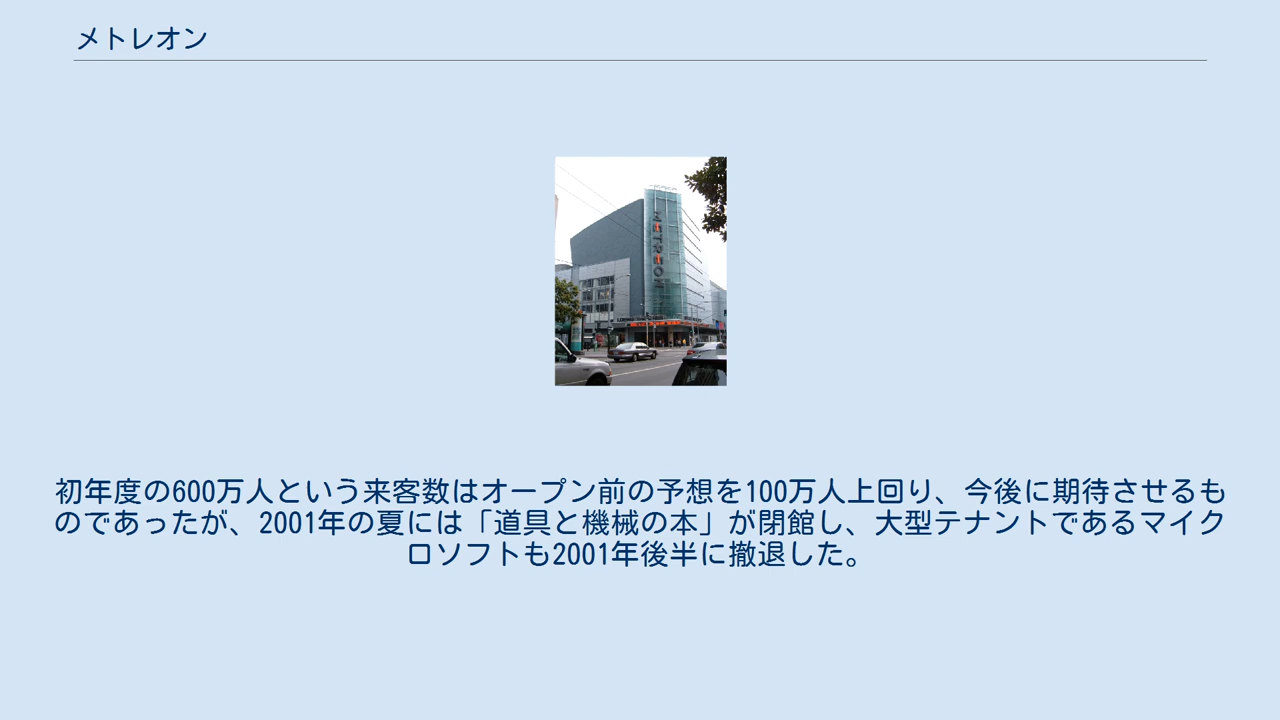 メトレオン
METREON
初年度の600万人という来客数はオープン前の予想を100万人上回り、今後に期待させるも
のであったが、2001年の夏には「道具と機械の本」が閉館し、大型テナントであるマイク
ロソフトも2001年後半に撤退した。